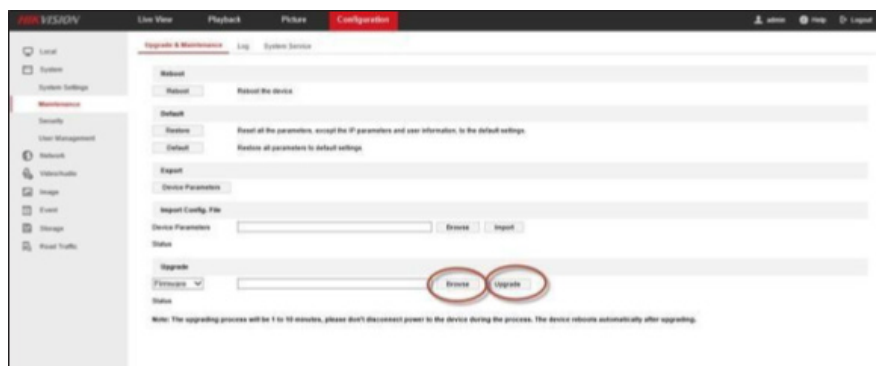 HIKVISION Live View Playback Picture Configuration admin Help Logout
Upgrade & Maintenance Log System Service
Local
System
System Settings
Maintenance
Security
User Management
Network
Video/Audio
Image
Event
Storage
Road Traffic
Reboot
Reboot Reboot the device.
Default
Restore Reset all the parameters, except the IP parameters and user information, to the default settings.
Default Restore all parameters to default settings.
Export
Device Parameters
Import Config. File
Device Parameters Browse Import
Status
Upgrade
Firmware Browse Upgrade
Status
Note: The upgrading process will be 1 to 10 minutes, please don't disconnect power to the device during the process. The device reboots automatically after upgrading.